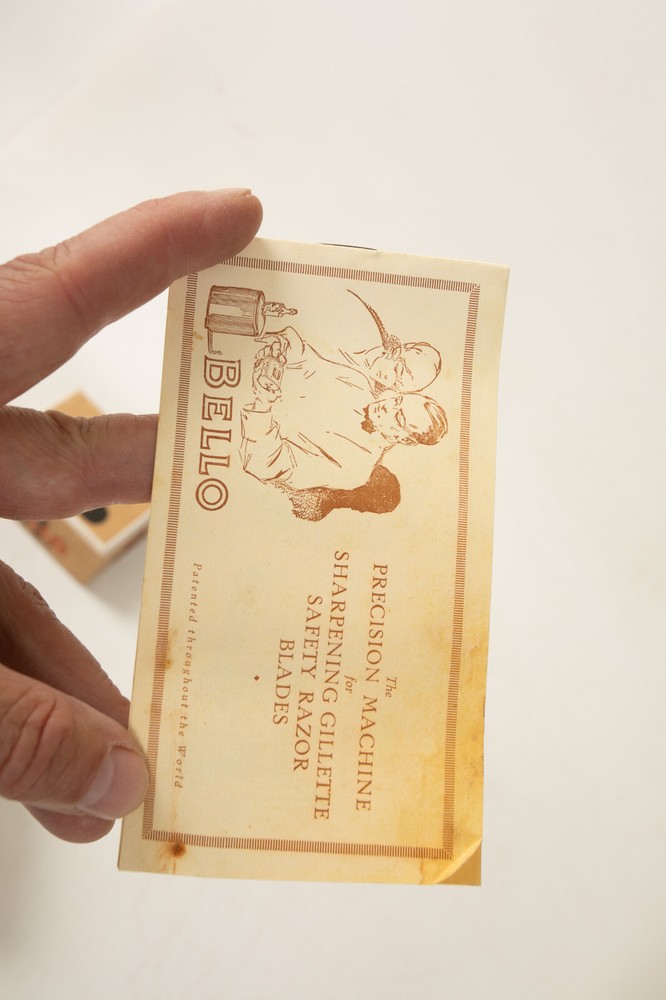 BELLO
The
PRECISION MACHINE
for
SHARPENING GILLETTE
SAFETY RAZOR
BLADES
Patented throughout the World